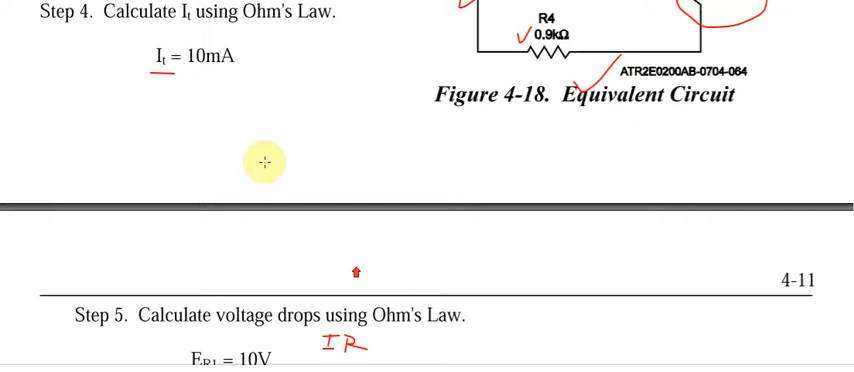 Step 4. Calculate It using Ohm's Law.
It = 10mA
R4
0.9kΩ
ATR2E0200AB-0704-064
Figure 4-18. Equivalent Circuit
4-11
Step 5. Calculate voltage drops using Ohm's Law.
IR
ER1 = 10V